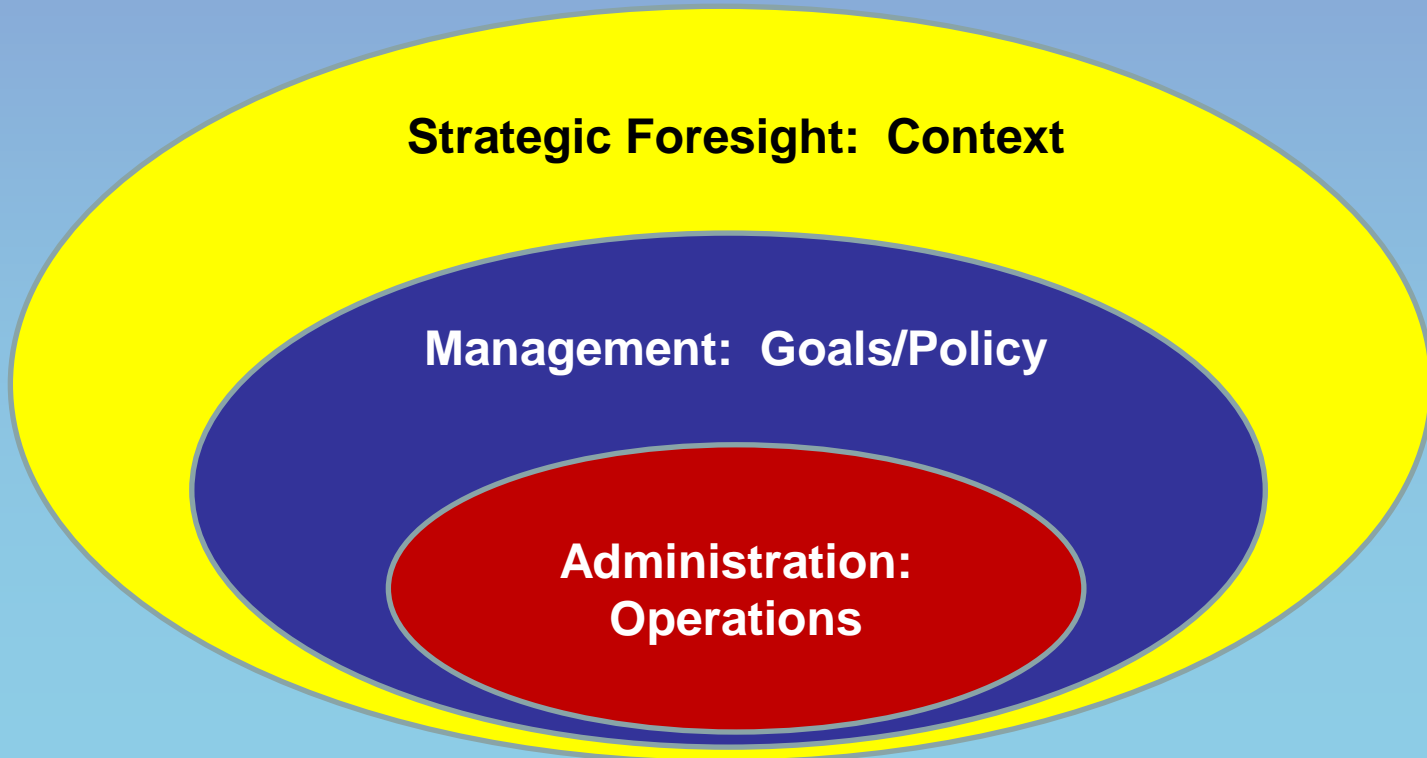 Strategic Foresight:  Context
Management:  Goals/Policy
Administration:
Operations